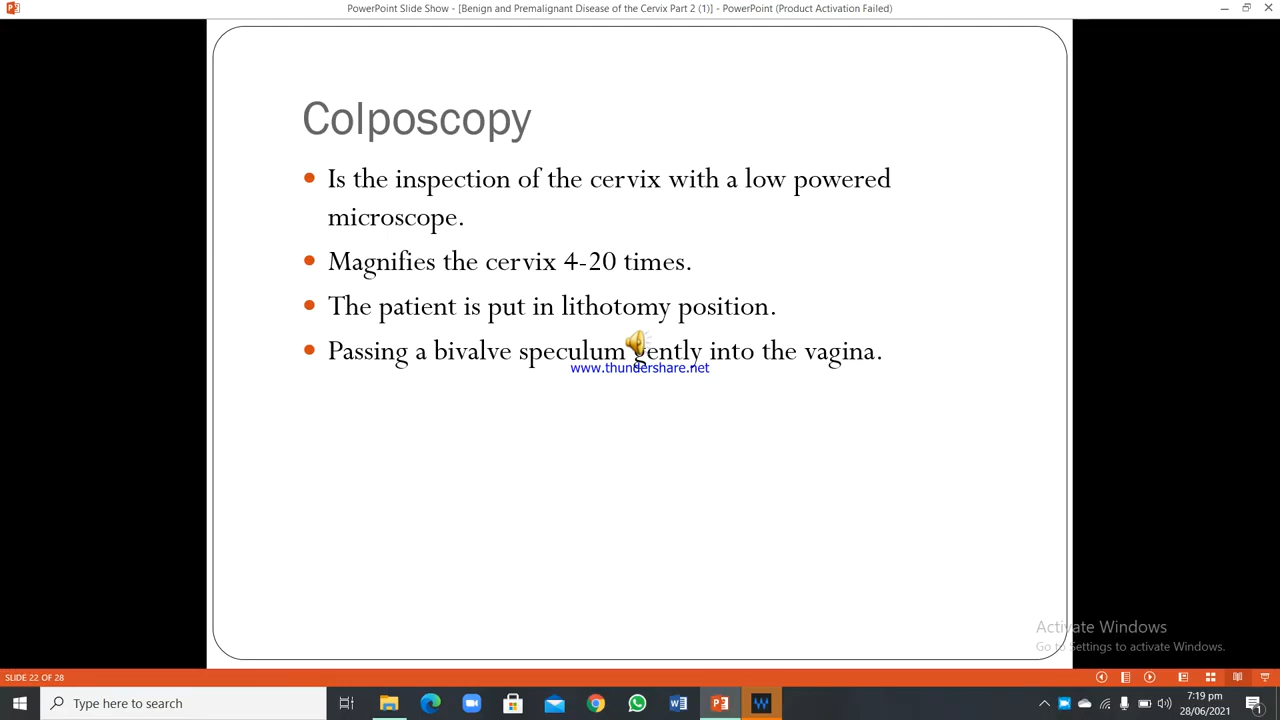 PowerPoint Slide Show - [Benign and Premalignant Disease of the Cervix Part 2 (1)] - PowerPoint (Product Activation Failed)
Colposcopy
Is the inspection of the cervix with a low powered
microscope.
Magnifies the cervix 4-20 times.
The patient is put in lithotomy position.
Passing a bivalve speculum gently into the vagina.
www.thundershare.net
Activate Windows
Go to Settings to activate Windows.
SLIDE 22 OF 28
Type here to search
7:19 pm
28/06/2021
1